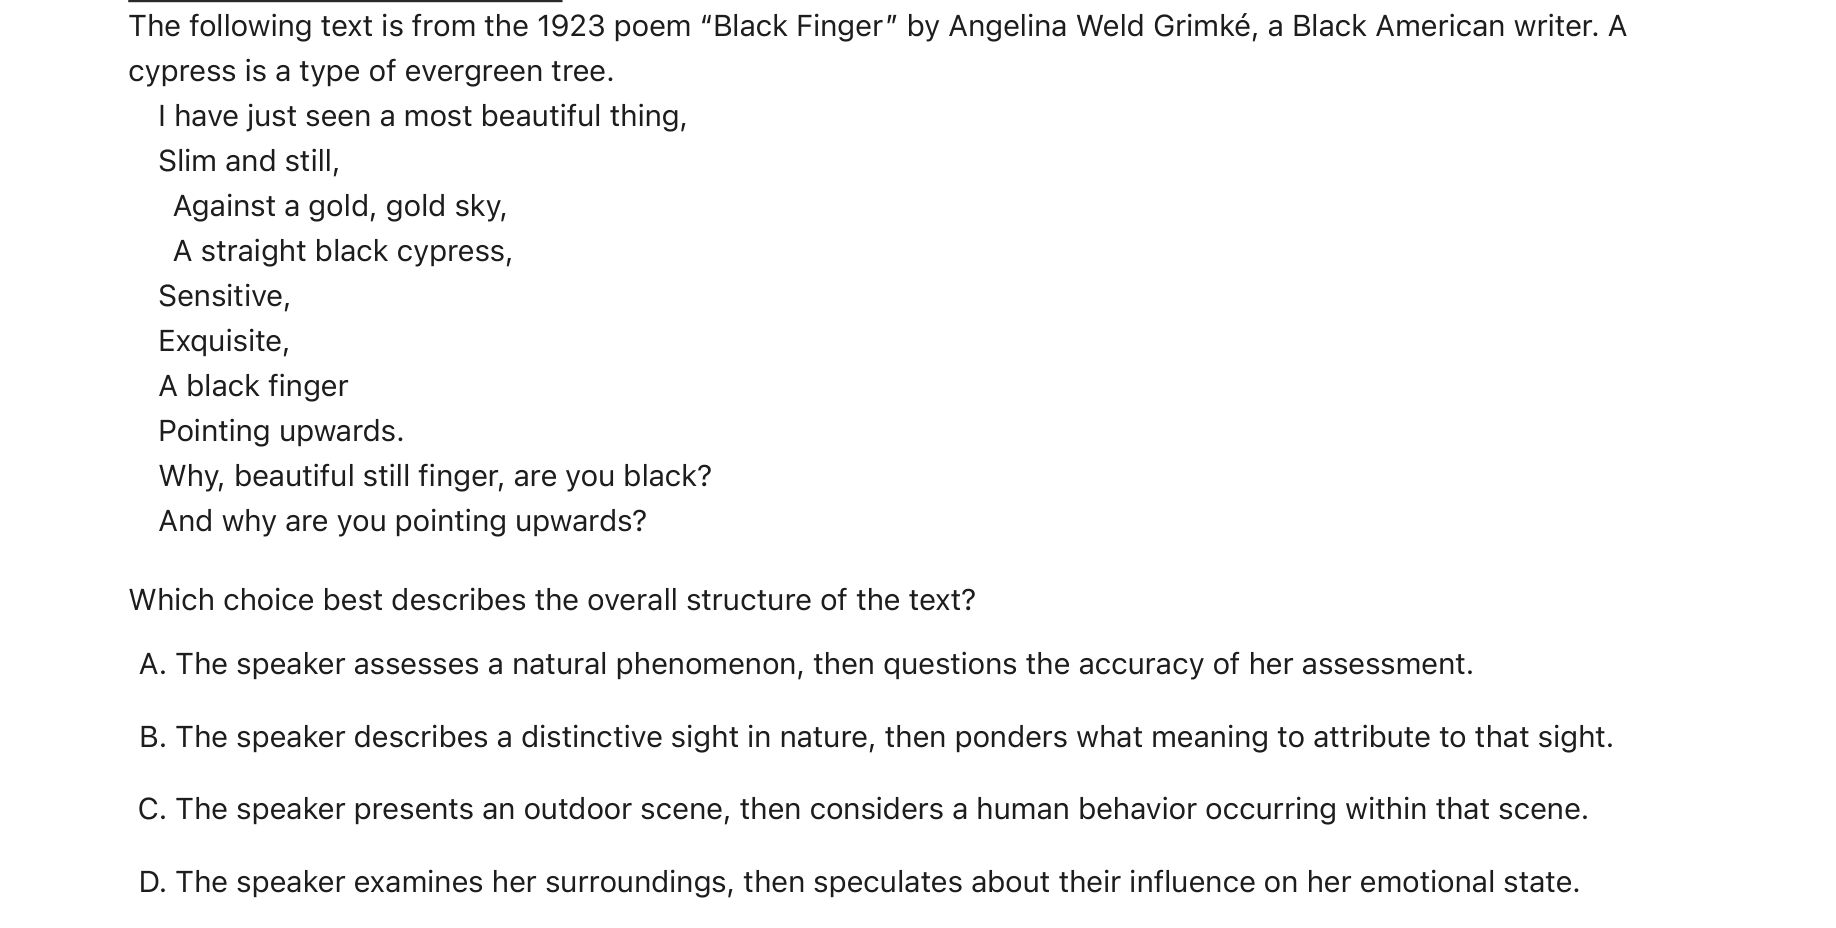 The following text is from the 1923 poem “Black Finger” by Angelina Weld Grimké, a Black American writer. A
cypress is a type of evergreen tree.
I have just seen a most beautiful thing,
Slim and still,
Against a gold, gold sky,
A straight black cypress,
Sensitive,
Exquisite,
A black finger
Pointing upwards.
Why, beautiful still finger, are you black?
And why are you pointing upwards?
Which choice best describes the overall structure of the text?
A. The speaker assesses a natural phenomenon, then questions the accuracy of her assessment.
B. The speaker describes a distinctive sight in nature, then ponders what meaning to attribute to that sight.
C. The speaker presents an outdoor scene, then considers a human behavior occurring within that scene.
D. The speaker examines her surroundings, then speculates about their influence on her emotional state.